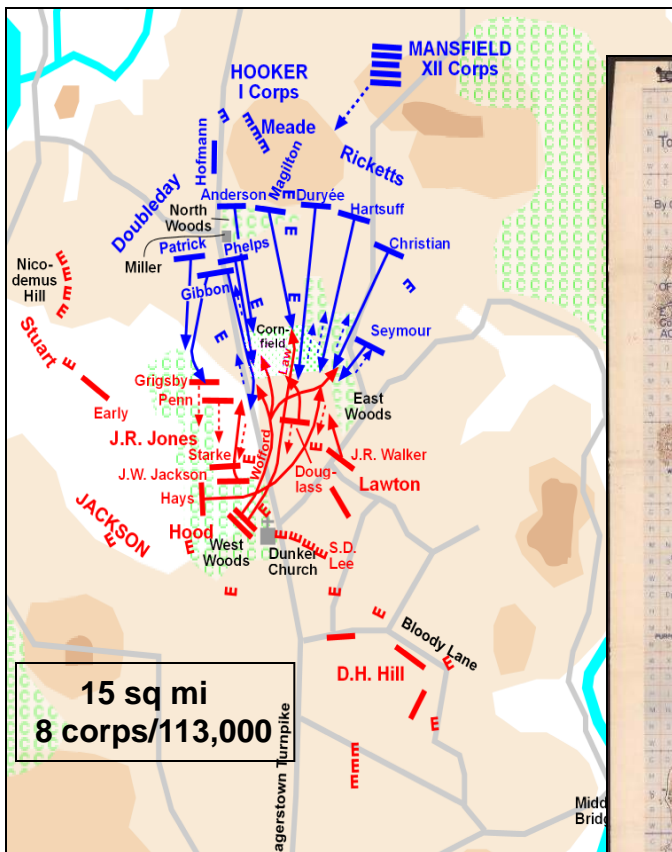 MANSFIELD
XII Corps
HOOKER
I Corps
Meade
Hofmann
Magilton
Ricketts
Doubleday
Anderson
Duryée
North
Woods
Hartsuff
Patrick
Phelps
Christian
Miller
Nico-
demus
Hill
Gibbon
Corn-
field
Seymour
Stuart
Law
Grigsby
Early
Penn
East
Woods
J.R. Jones
Wofford
Starke
J.R. Walker
J.W. Jackson
Doug-
lass
Lawton
Hays
JACKSON
Hood
West
Woods
Dunker
Church
S.D.
Lee
Bloody Lane
D.H. Hill
15 sq mi
8 corps/113,000
agerstown Turnpike
Midd
Bridg
To
By C